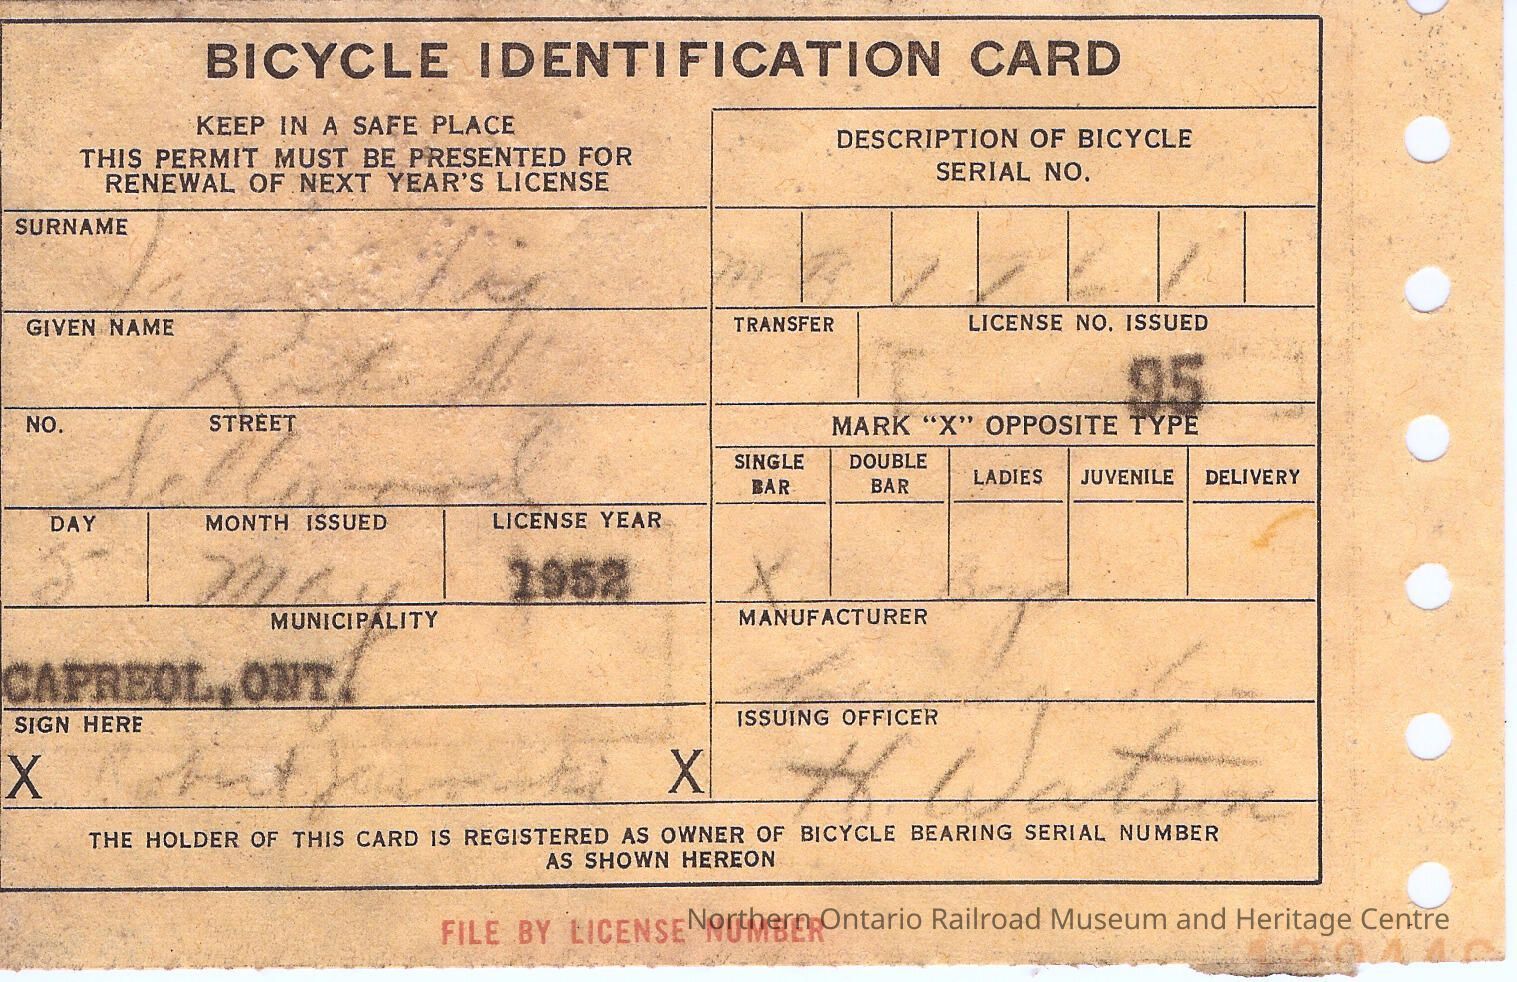 BICYCLE IDENTIFICATION CARD
KEEP IN A SAFE PLACE
THIS PERMIT MUST BE PRESENTED FOR
RENEWAL OF NEXT YEAR'S LICENSE
DESCRIPTION OF BICYCLE
SERIAL NO.
SURNAME
GIVEN NAME
TRANSFER
LICENSE NO. ISSUED
95
NO. STREET
Sellwood
MARK "X" OPPOSITE TYPE
SINGLE BAR
DOUBLE BAR
LADIES
JUVENILE
DELIVERY
X
DAY MONTH ISSUED LICENSE YEAR
5 May 1952
MUNICIPALITY
CAPREOL, ONT.
MANUFACTURER
SIGN HERE
X Robert X
ISSUING OFFICER
H. Watson
THE HOLDER OF THIS CARD IS REGISTERED AS OWNER OF BICYCLE BEARING SERIAL NUMBER
AS SHOWN HEREON
FILE BY LICENSE NUMBER
Northern Ontario Railroad Museum and Heritage Centre